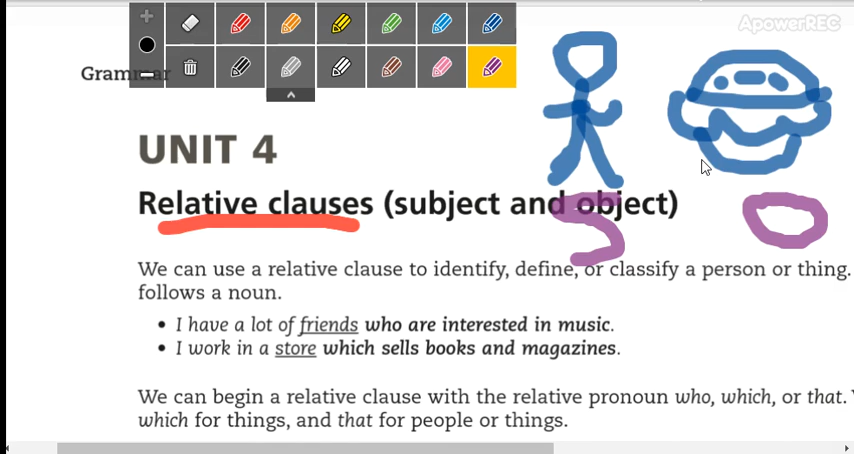 ApowerREC
Grammar
UNIT 4
Relative clauses (subject and object)
S O
We can use a relative clause to identify, define, or classify a person or thing.
follows a noun.
• I have a lot of friends who are interested in music.
• I work in a store which sells books and magazines.
We can begin a relative clause with the relative pronoun who, which, or that.
which for things, and that for people or things.